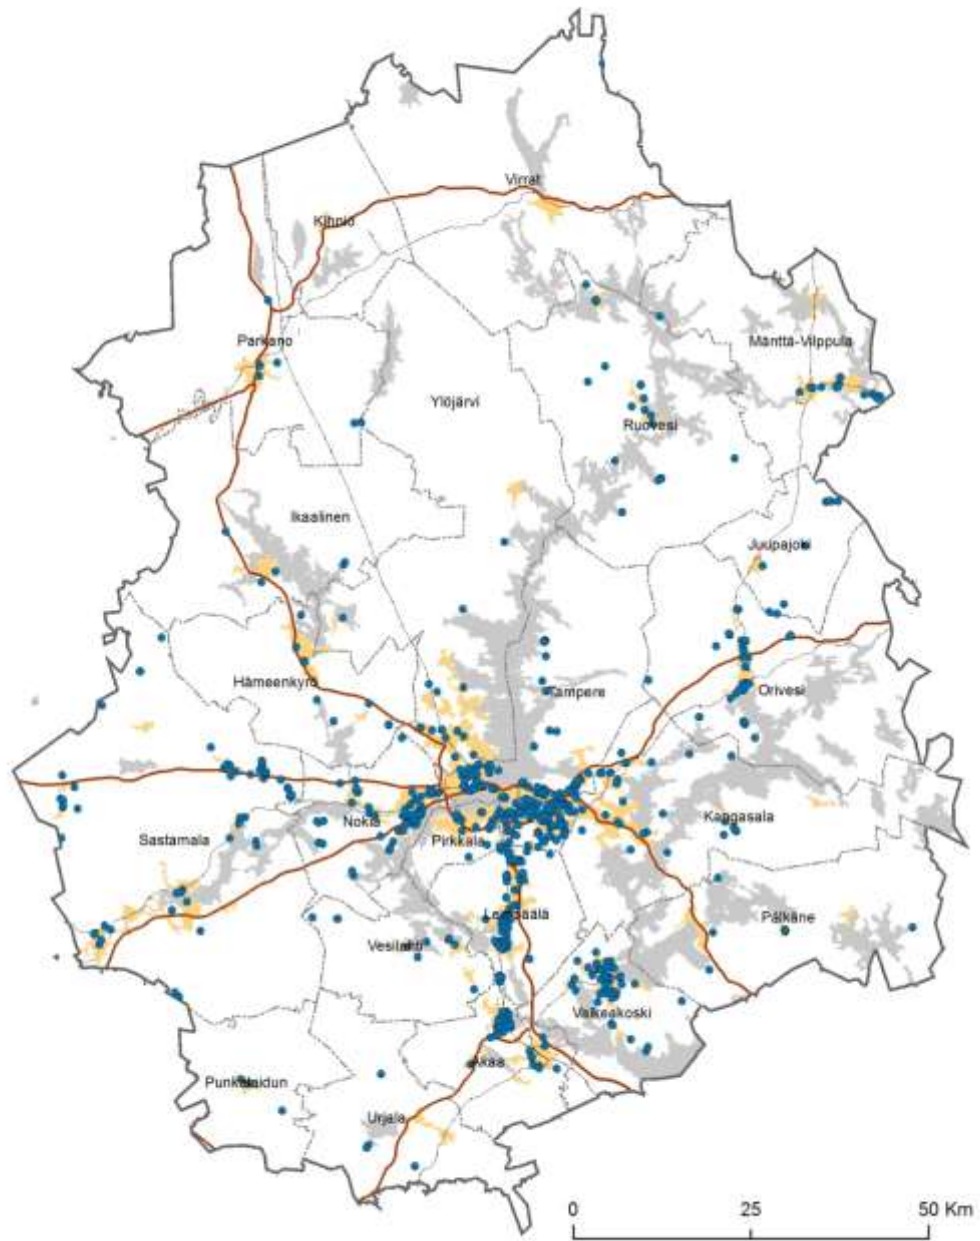 Virrat
Kihniö
Parkano
Mänttä-Vilppula
Ylöjärvi
Ruovesi
Ikaalinen
Juupajoki
Hämeenkyrö
Tampere
Orivesi
Nokia
Kangasala
Sastamala
Pirkkala
Lempäälä
Pälkäne
Vesilahti
Valkeakoski
Akaa
Punkalaidun
Urjala
0 25 50 Km